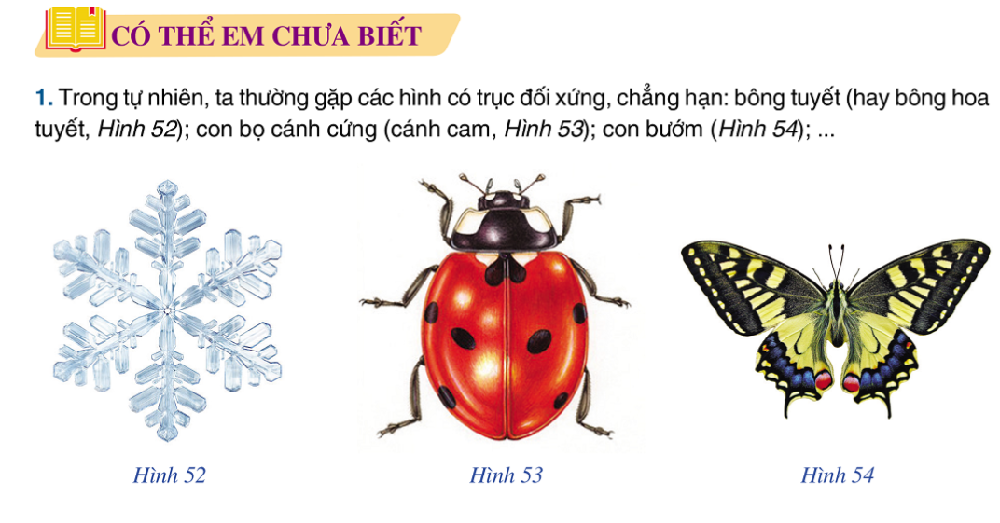 CÓ THỂ EM CHƯA BIẾT
1. Trong tự nhiên, ta thường gặp các hình có trục đối xứng, chẳng hạn: bông tuyết (hay bông hoa
tuyết, Hình 52); con bọ cánh cứng (cánh cam, Hình 53); con bướm (Hình 54); ...
Hình 52
Hình 53
Hình 54